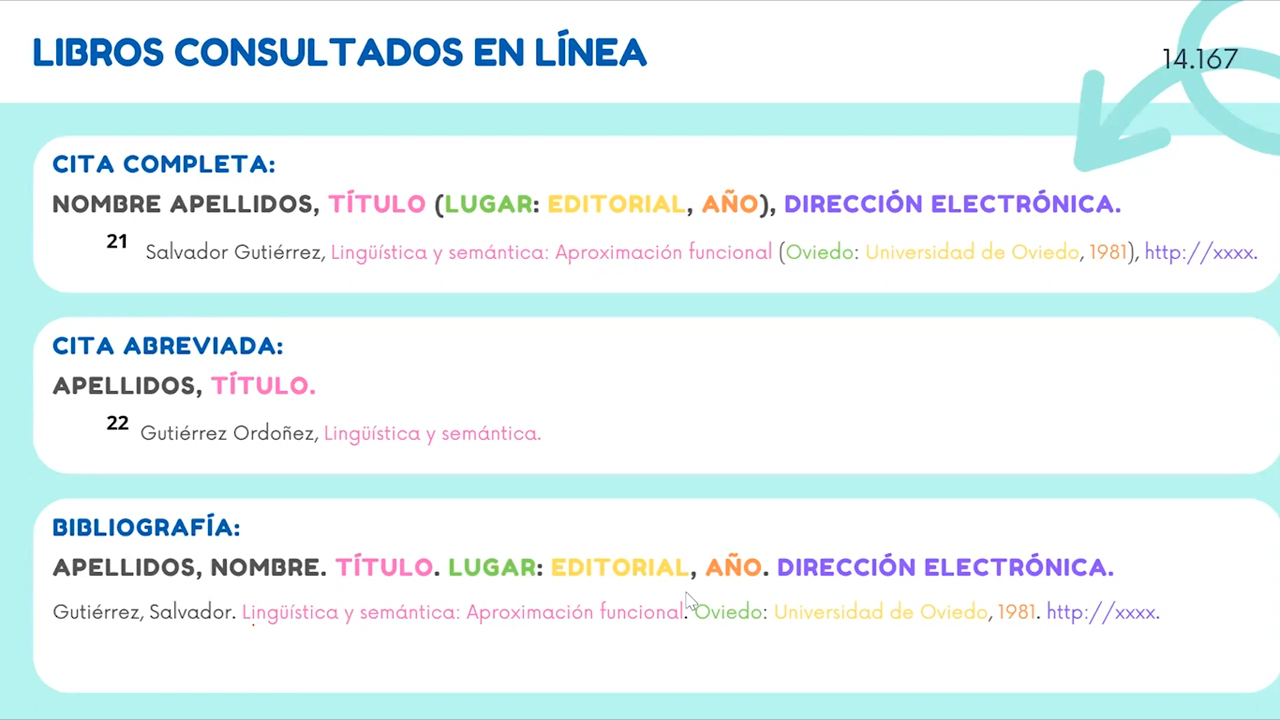 LIBROS CONSULTADOS EN LÍNEA
14.167
CITA COMPLETA:
NOMBRE APELLIDOS, TÍTULO (LUGAR: EDITORIAL, AÑO), DIRECCIÓN ELECTRÓNICA.
21 Salvador Gutiérrez, Lingüística y semántica: Aproximación funcional (Oviedo: Universidad de Oviedo, 1981), http://xxxx.
CITA ABREVIADA:
APELLIDOS, TÍTULO.
22 Gutiérrez Ordoñez, Lingüística y semántica.
BIBLIOGRAFÍA:
APELLIDOS, NOMBRE. TÍTULO. LUGAR: EDITORIAL, AÑO. DIRECCIÓN ELECTRÓNICA.
Gutiérrez, Salvador. Lingüística y semántica: Aproximación funcional. Oviedo: Universidad de Oviedo, 1981. http://xxxx.